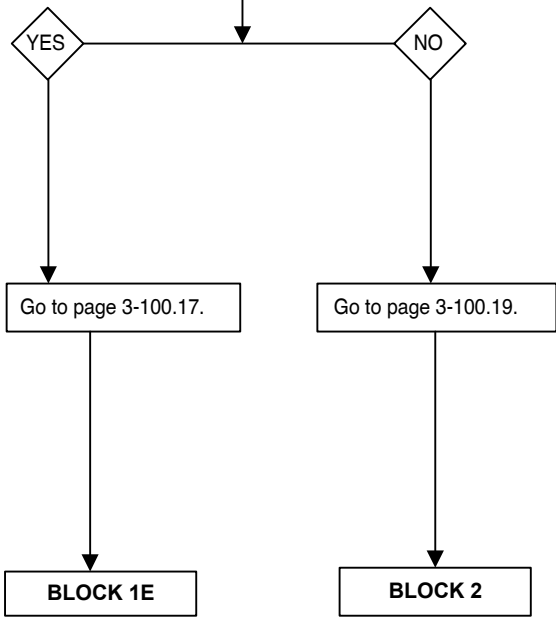 YES
NO
Go to page 3-100.17.
Go to page 3-100.19.
BLOCK 1E
BLOCK 2